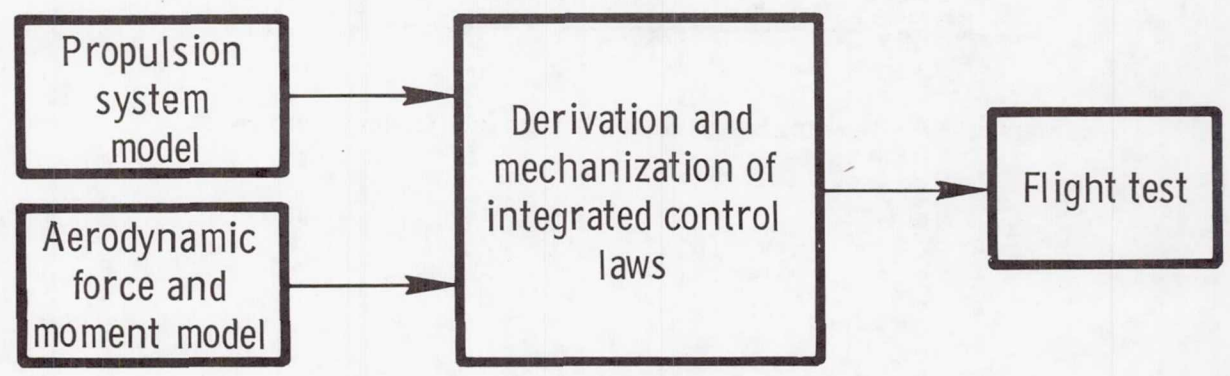 Propulsion
system
model
Aerodynamic
force and
moment model
Derivation and
mechanization of
integrated control
laws
Flight test